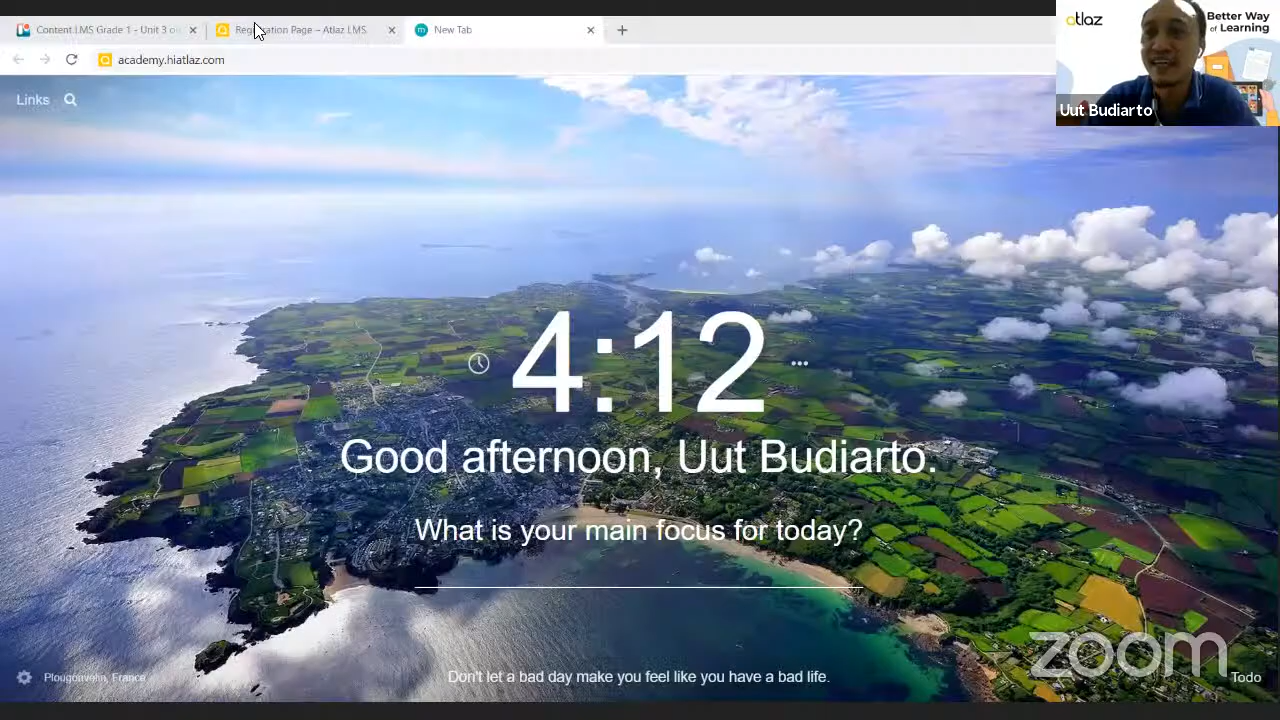 Content.LMS Grade 1 - Unit 3 o
Registration Page – Atlaz LMS
New Tab
academy.hiatlaz.com
Links
atlaz
Better Way
of Learning
Uut Budiarto
4:12
Good afternoon, Uut Budiarto.
What is your main focus for today?
Plougonvelin, France
Don't let a bad day make you feel like you have a bad life.
zoom
Todo